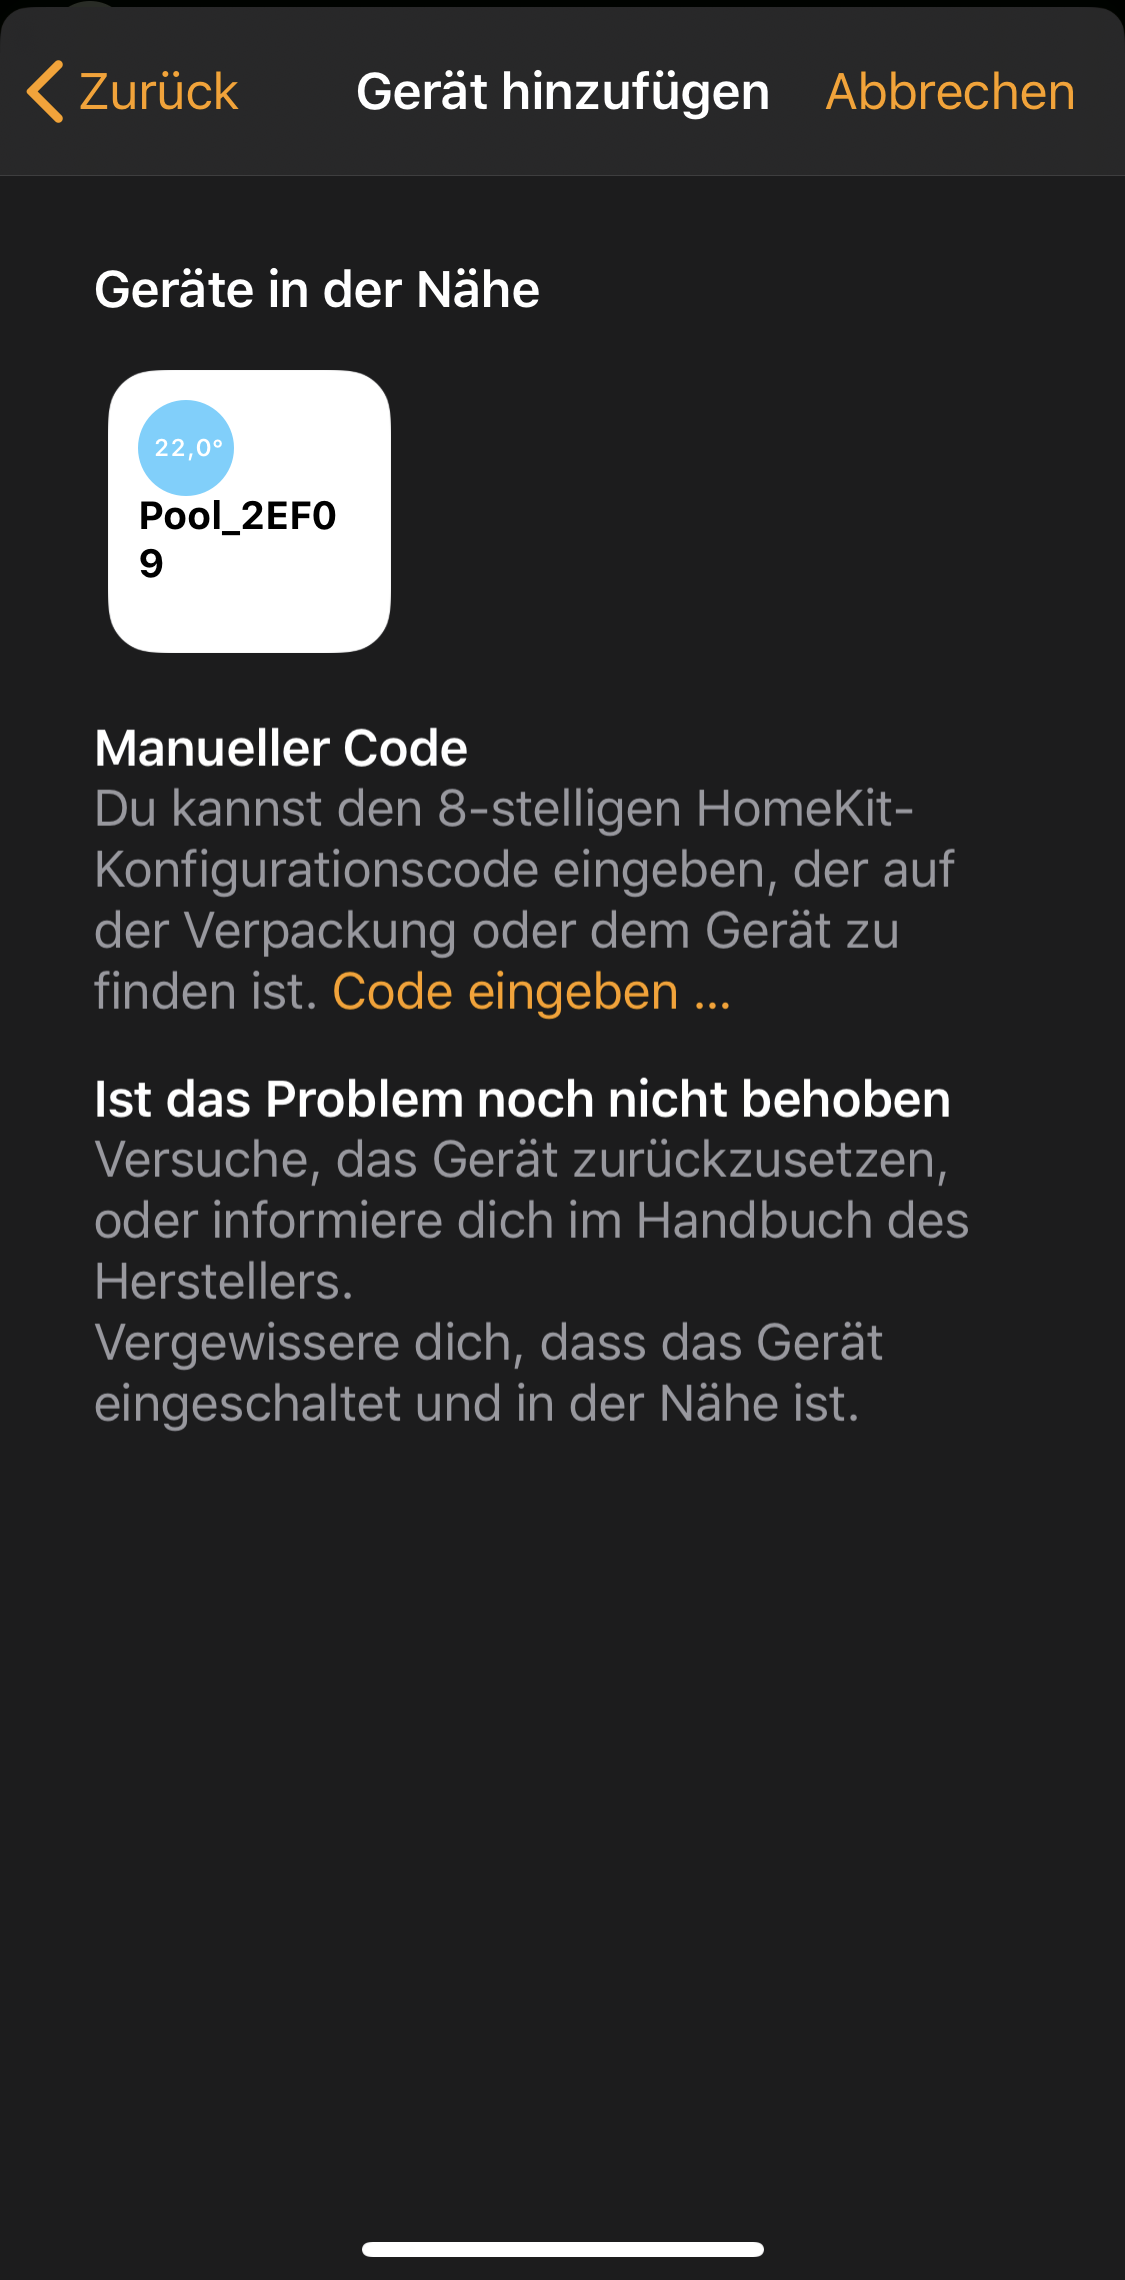 Zurück
Gerät hinzufügen
Abbrechen
Geräte in der Nähe
22,0°
Pool_2EF0
9
Manueller Code
Du kannst den 8-stelligen HomeKit-
Konfigurationscode eingeben, der auf
der Verpackung oder dem Gerät zu
finden ist. Code eingeben ...
Ist das Problem noch nicht behoben
Versuche, das Gerät zurückzusetzen,
oder informiere dich im Handbuch des
Herstellers.
Vergewissere dich, dass das Gerät
eingeschaltet und in der Nähe ist.